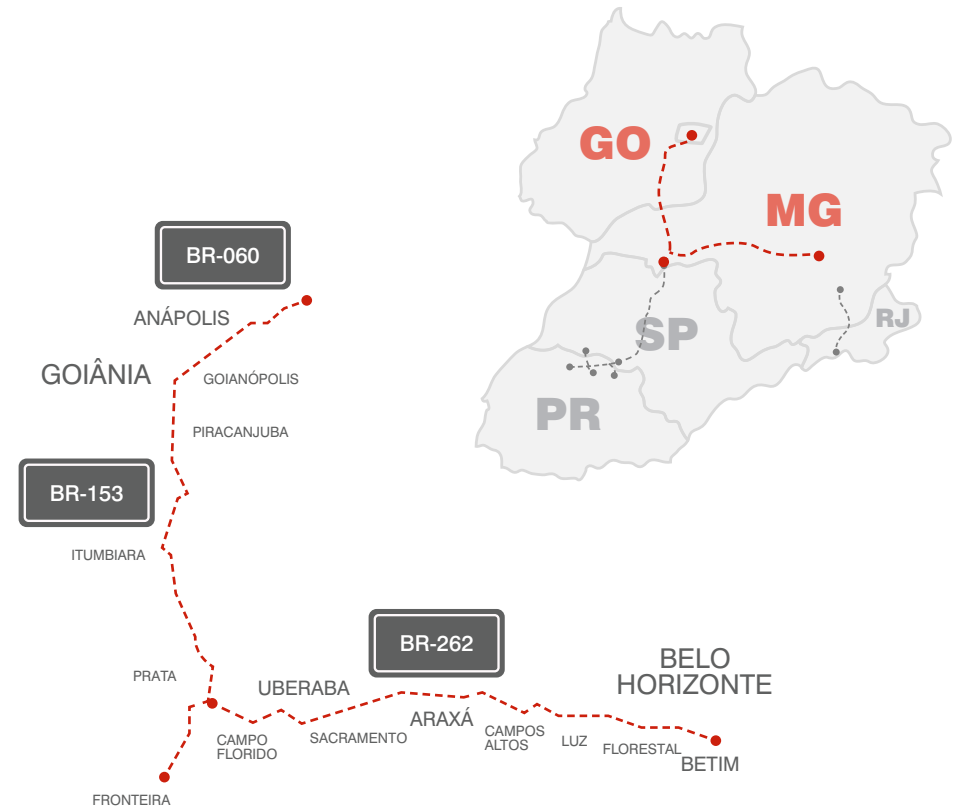 GO
MG
BR-060
ANÁPOLIS
RJ
SP
GOIÂNIA
GOIANÓPOLIS
PR
PIRACANJUBA
BR-153
ITUMBIARA
BR-262
BELO
HORIZONTE
PRATA
UBERABA
ARAXÁ
CAMPO
FLORIDO
SACRAMENTO
CAMPOS
ALTOS
LUZ
FLORESTAL
BETIM
FRONTEIRA